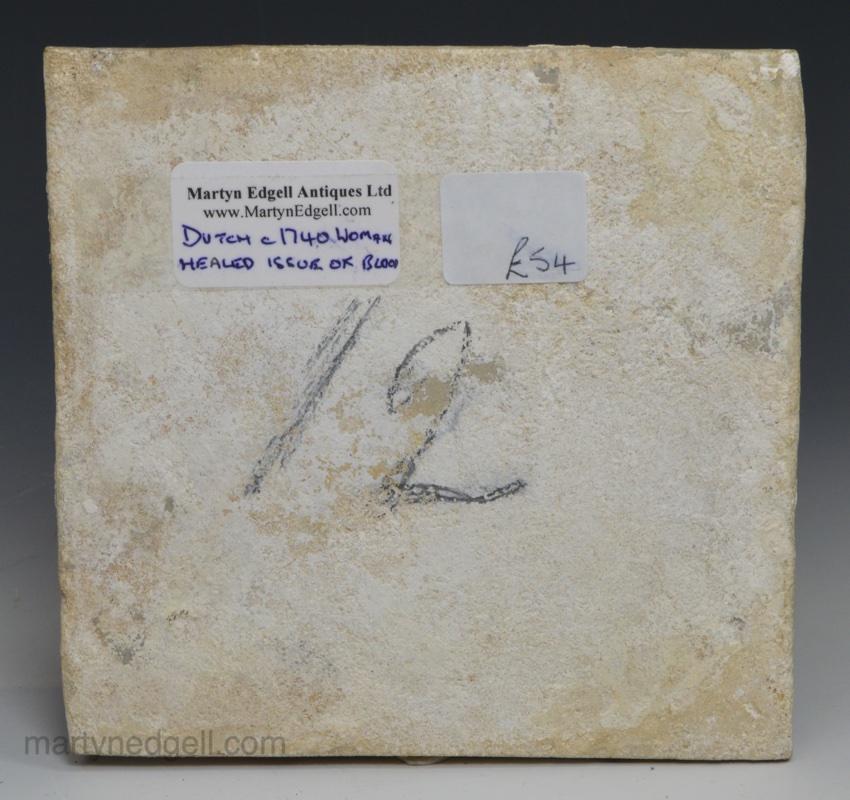 Martyn Edgell Antiques Ltd
www.MartynEdgell.com
DUTCH c1740 WOMAN
HEALED ISSUE OF BLOOD
£54
12
martynedgell.com